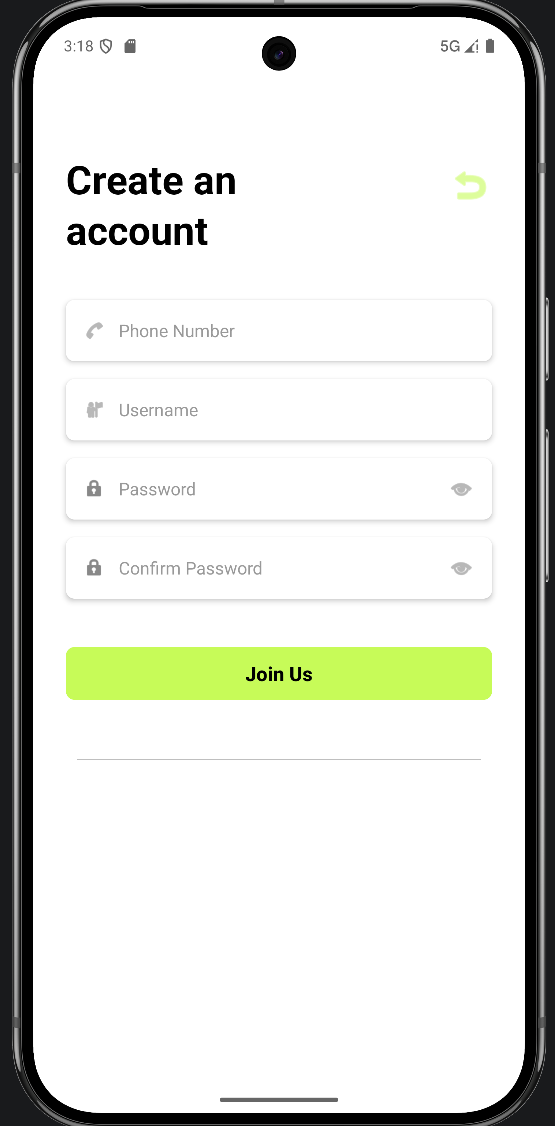 3:18
5G
Create an
account
Phone Number
Username
Password
Confirm Password
Join Us